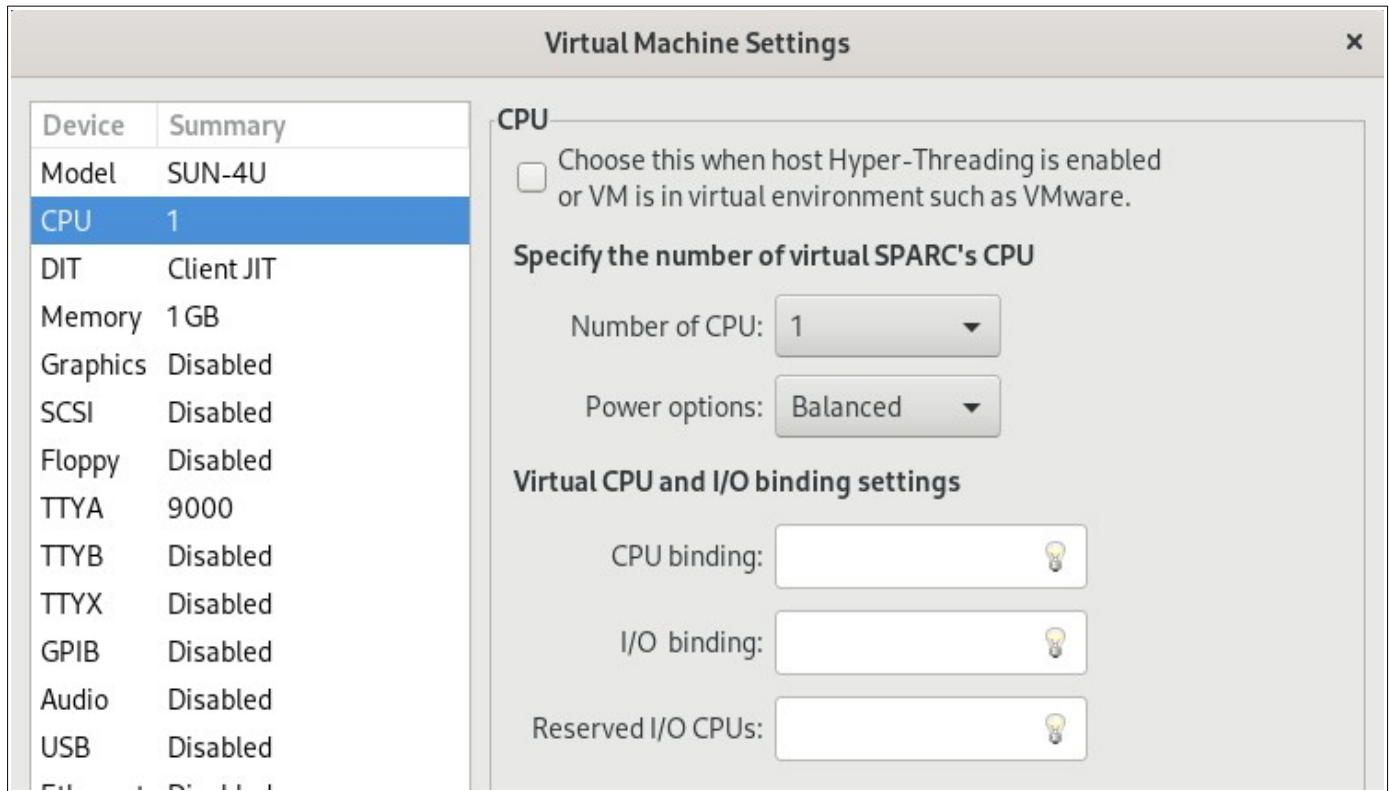 Virtual Machine Settings ×
Device Summary
Model SUN-4U
CPU 1
DIT Client JIT
Memory 1 GB
Graphics Disabled
SCSI Disabled
Floppy Disabled
TTYA 9000
TTYB Disabled
TTYX Disabled
GPIB Disabled
Audio Disabled
USB Disabled
CPU
Choose this when host Hyper-Threading is enabled
or VM is in virtual environment such as VMware.
Specify the number of virtual SPARC's CPU
Number of CPU: 1
Power options: Balanced
Virtual CPU and I/O binding settings
CPU binding:
I/O binding:
Reserved I/O CPUs: